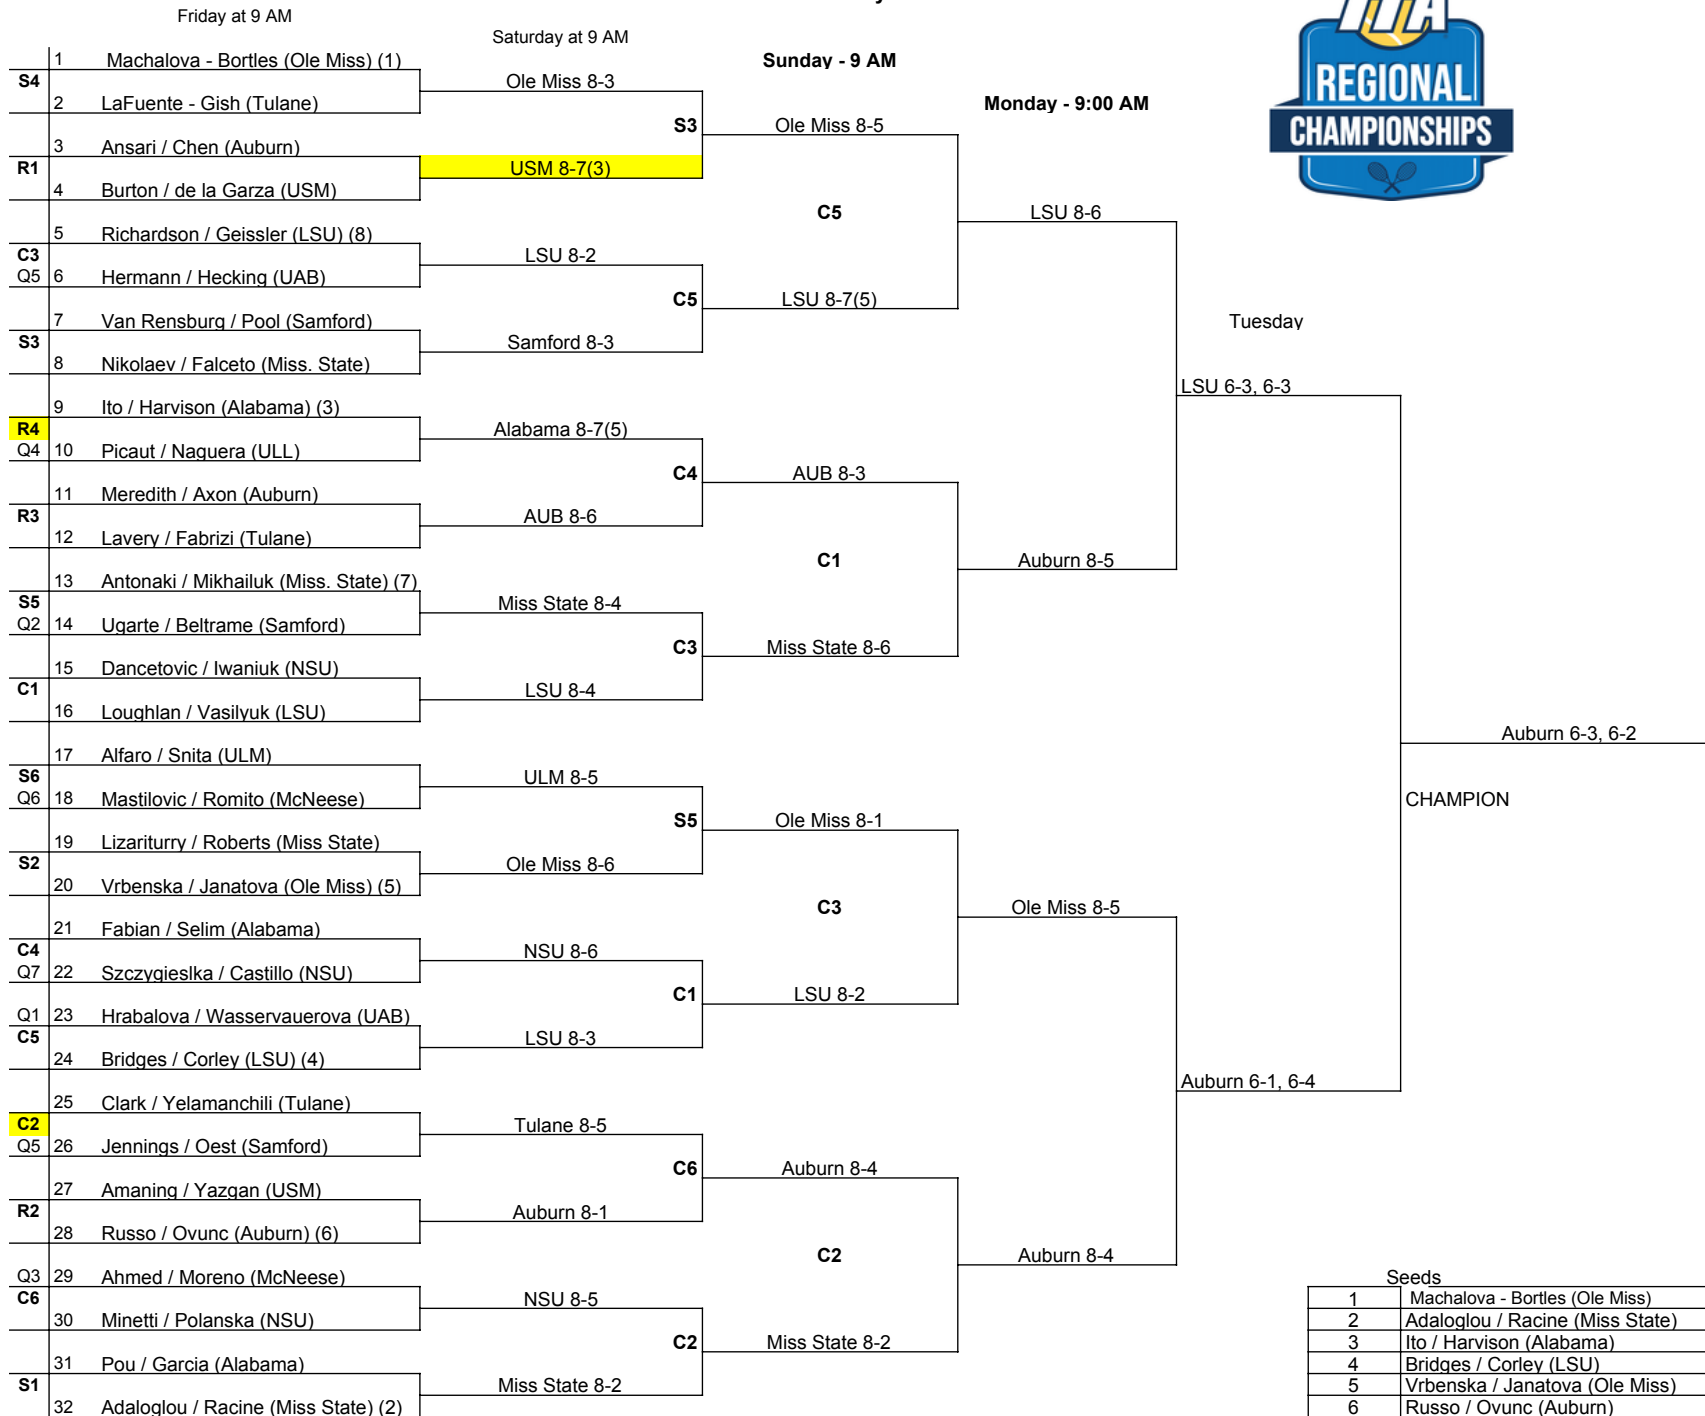 Friday at 9 AM
Saturday at 9 AM
Sunday - 9 AM
Monday - 9:00 AM
Tuesday
ITA
REGIONAL
CHAMPIONSHIPS
1 Machalova - Bortles (Ole Miss) (1)
S4
Ole Miss 8-3
2 LaFuente - Gish (Tulane)
S3
Ole Miss 8-5
3 Ansari / Chen (Auburn)
R1
USM 8-7(3)
4 Burton / de la Garza (USM)
C5
LSU 8-6
5 Richardson / Geissler (LSU) (8)
C3
LSU 8-2
Q5 6 Hermann / Hecking (UAB)
C5
LSU 8-7(5)
7 Van Rensburg / Pool (Samford)
S3
Samford 8-3
8 Nikolaev / Falceto (Miss. State)
LSU 6-3, 6-3
9 Ito / Harvison (Alabama) (3)
R4
Alabama 8-7(5)
Q4 10 Picaut / Naguera (ULL)
C4
AUB 8-3
11 Meredith / Axon (Auburn)
R3
AUB 8-6
12 Lavery / Fabrizi (Tulane)
C1
Auburn 8-5
13 Antonaki / Mikhailuk (Miss. State) (7)
S5
Miss State 8-4
Q2 14 Ugarte / Beltrame (Samford)
C3
Miss State 8-6
15 Dancetovic / Iwaniuk (NSU)
C1
LSU 8-4
16 Loughlan / Vasilyuk (LSU)
Auburn 6-3, 6-2
17 Alfaro / Snita (ULM)
S6
ULM 8-5
Q6 18 Mastilovic / Romito (McNeese)
CHAMPION
S5
Ole Miss 8-1
19 Lizariturry / Roberts (Miss State)
S2
Ole Miss 8-6
20 Vrbenska / Janatova (Ole Miss) (5)
C3
Ole Miss 8-5
21 Fabian / Selim (Alabama)
C4
NSU 8-6
Q7 22 Szczygieslka / Castillo (NSU)
C1
LSU 8-2
Q1 23 Hrabalova / Wasservauerova (UAB)
C5
LSU 8-3
24 Bridges / Corley (LSU) (4)
Auburn 6-1, 6-4
25 Clark / Yelamanchili (Tulane)
C2
Tulane 8-5
Q5 26 Jennings / Oest (Samford)
C6
Auburn 8-4
27 Amaning / Yazgan (USM)
R2
Auburn 8-1
28 Russo / Ovunc (Auburn) (6)
C2
Auburn 8-4
Q3 29 Ahmed / Moreno (McNeese)
C6
NSU 8-5
30 Minetti / Polanska (NSU)
C2
Miss State 8-2
31 Pou / Garcia (Alabama)
S1
Miss State 8-2
32 Adaloglou / Racine (Miss State) (2)
Seeds
1 Machalova - Bortles (Ole Miss)
2 Adaloglou / Racine (Miss State)
3 Ito / Harvison (Alabama)
4 Bridges / Corley (LSU)
5 Vrbenska / Janatova (Ole Miss)
6 Russo / Ovunc (Auburn)